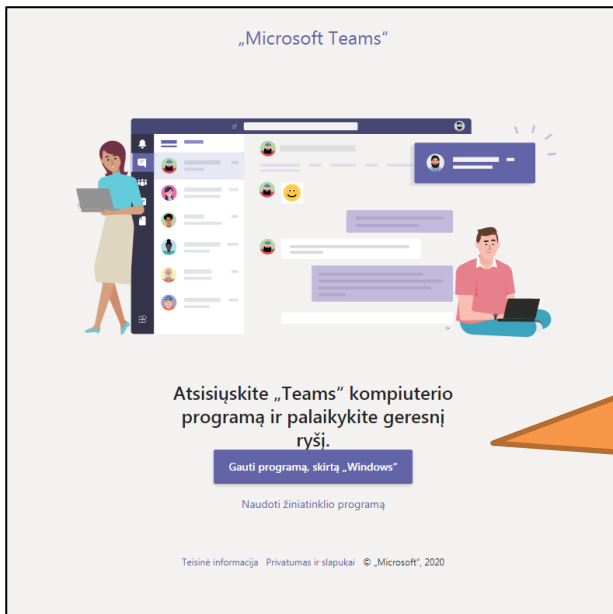 „Microsoft Teams“
Atsisiųskite „Teams“ kompiuterio
programą ir palaikykite geresnį
ryšį.
Gauti programą, skirtą „Windows“
Naudoti žiniatinklio programą
Teisinė informacija Privatumas ir slapukai © „Microsoft“, 2020